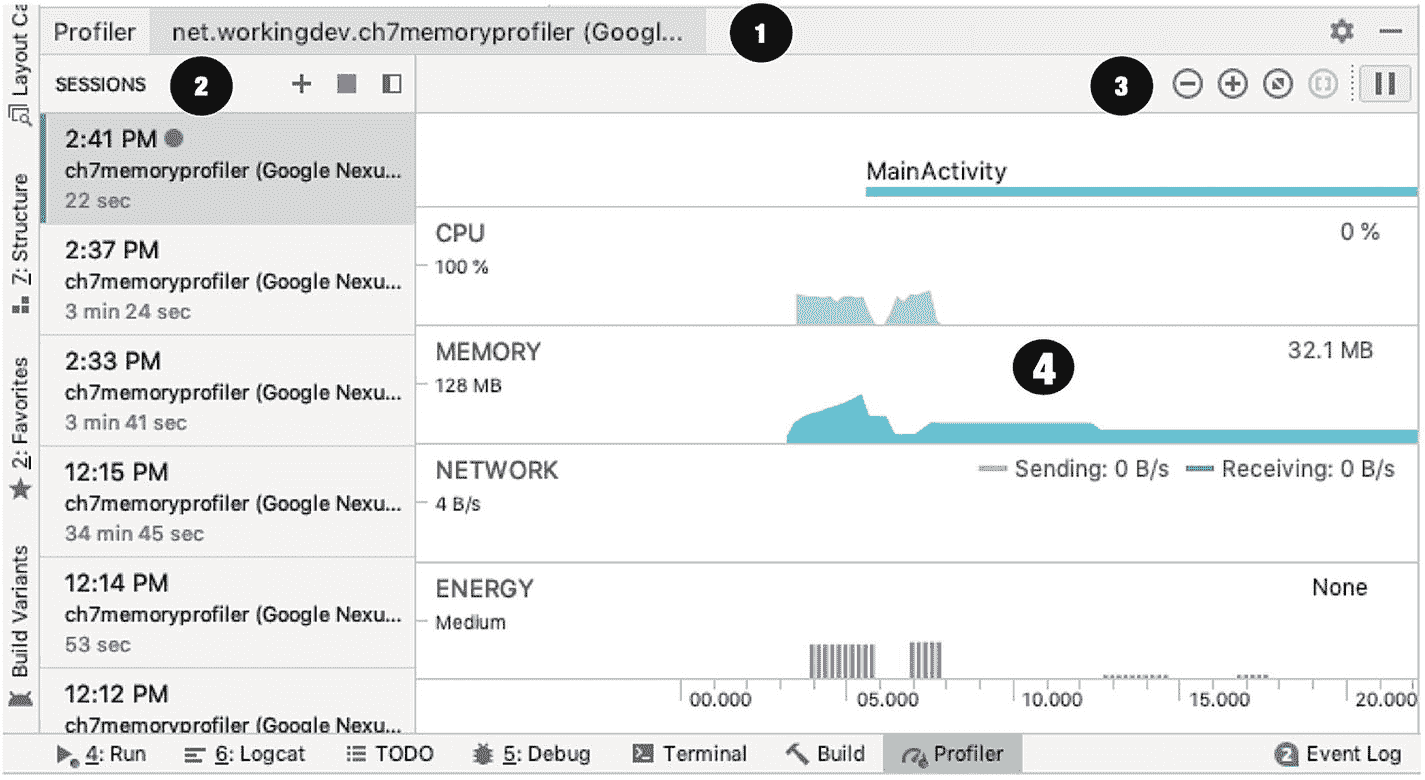 Profiler net.workingdev.ch7memoryprofiler (Googl... 1
SESSIONS 2 3
2:41 PM
ch7memoryprofiler (Google Nexu...
22 sec
2:37 PM
ch7memoryprofiler (Google Nexu...
3 min 24 sec
2:33 PM
ch7memoryprofiler (Google Nexu...
3 min 41 sec
12:15 PM
ch7memoryprofiler (Google Nexu...
34 min 45 sec
12:14 PM
ch7memoryprofiler (Google Nexu...
53 sec
12:12 PM
ch7memoryprofiler (Google Nexu...
MainActivity
CPU 0 %
100 %
MEMORY 4 32.1 MB
128 MB
NETWORK Sending: 0 B/s Receiving: 0 B/s
4 B/s
ENERGY None
Medium
00.000 05.000 10.000 15.000 20.000
Layout Ca
7: Structure
2: Favorites
Build Variants
4: Run 6: Logcat TODO 5: Debug Terminal Build Profiler 2 Event Log